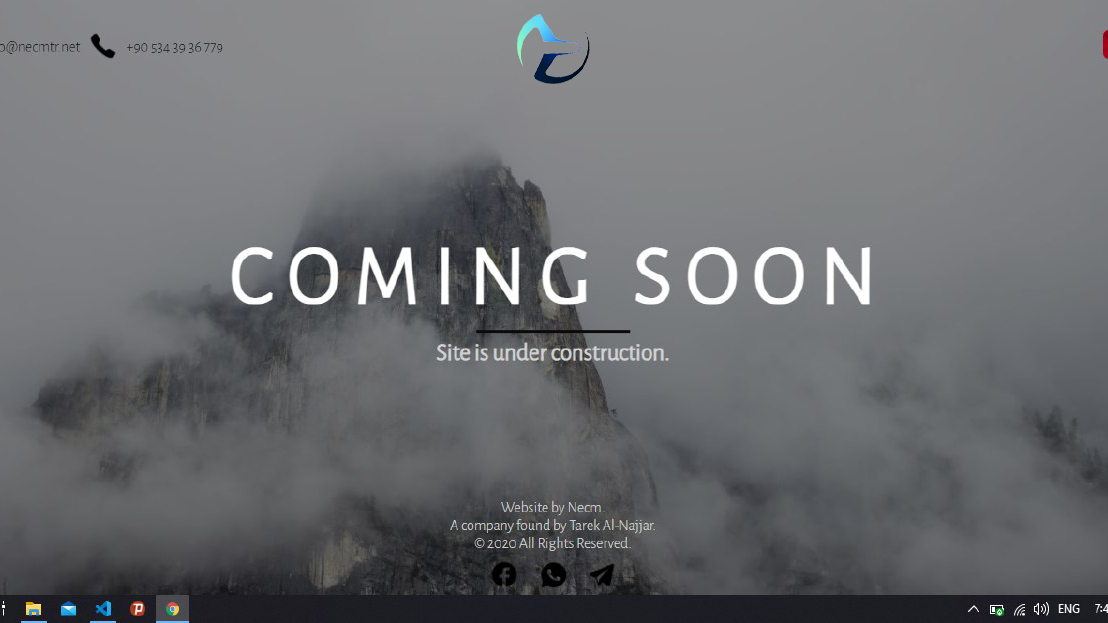 o@necmtr.net +90 534 39 36 779
COMING SOON
Site is under construction.
Website by Necm.
A company found by Tarek Al-Najjar.
© 2020 All Rights Reserved.
ENG 7:4